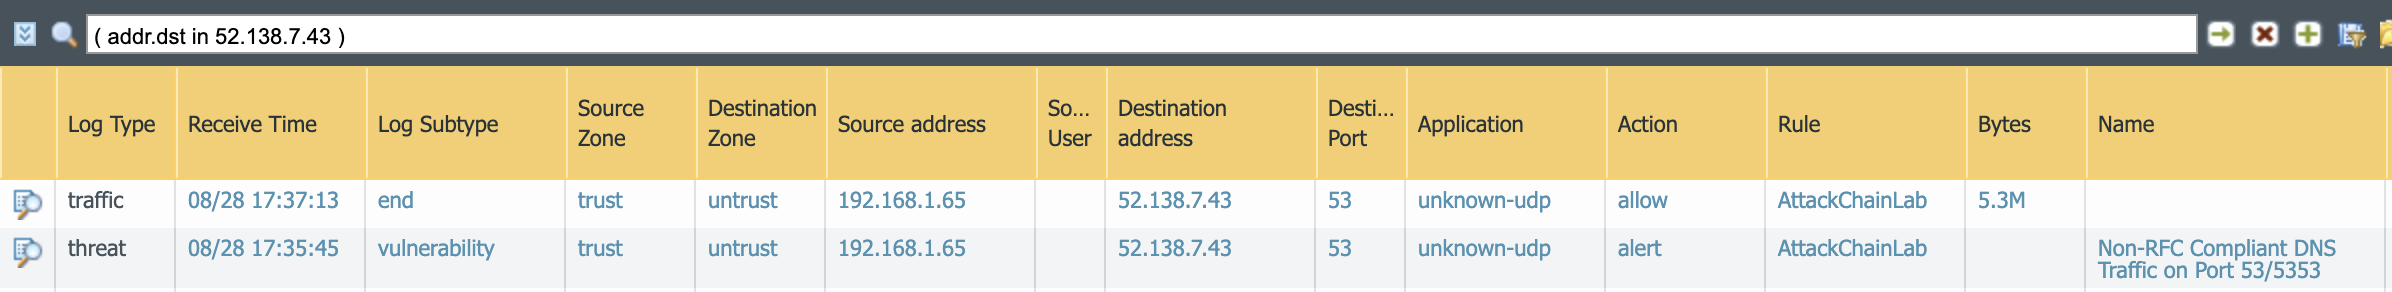 ( addr.dst in 52.138.7.43 )
Log Type Receive Time Log Subtype Source Zone Destination Zone Source address So... User Destination address Desti... Port Application Action Rule Bytes Name
traffic 08/28 17:37:13 end trust untrust 192.168.1.65 52.138.7.43 53 unknown-udp allow AttackChainLab 5.3M
threat 08/28 17:35:45 vulnerability trust untrust 192.168.1.65 52.138.7.43 53 unknown-udp alert AttackChainLab Non-RFC Compliant DNS
Traffic on Port 53/5353